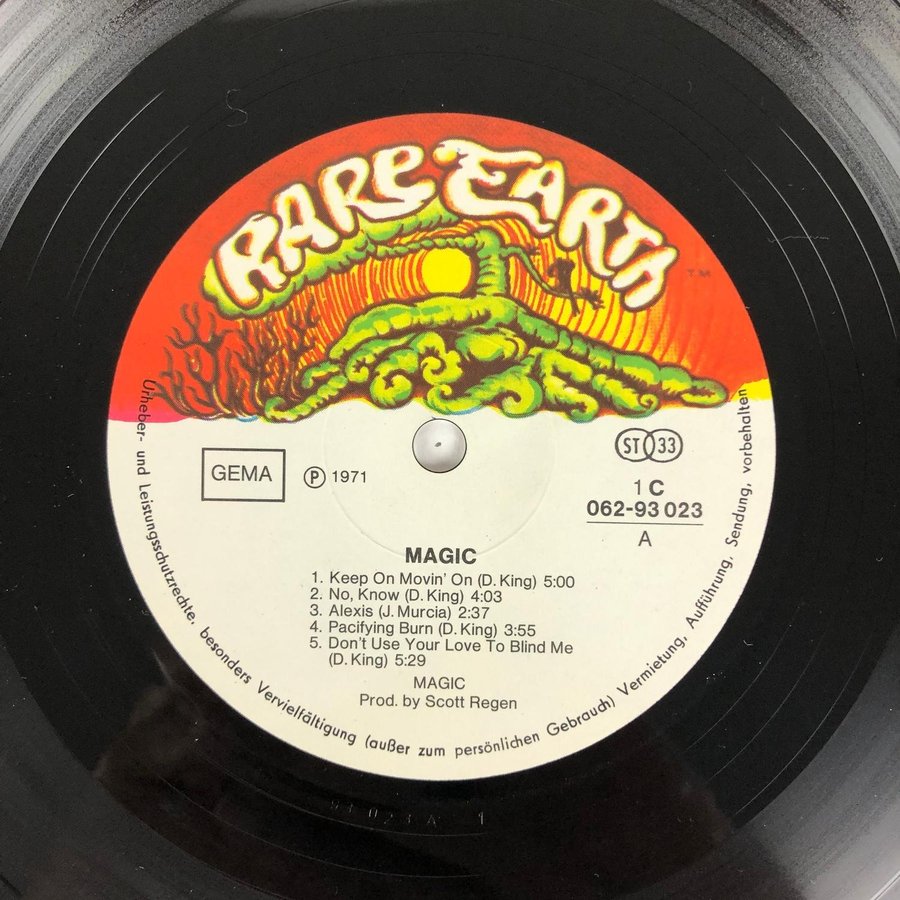 RARE EARTH
TM
GEMA
℗ 1971
ST 33
1 C
062-93 023
A
MAGIC
1. Keep On Movin' On (D. King) 5:00
2. No, Know (D. King) 4:03
3. Alexis (J. Murcia) 2:37
4. Pacifying Burn (D. King) 3:55
5. Don't Use Your Love To Blind Me
(D. King) 5:29
MAGIC
Prod. by Scott Regen
Urheber- und Leistungsschutzrechte, besonders Vervielfältigung (außer zum persönlichen Gebrauch) Vermietung, Aufführung, Sendung, vorbehalten